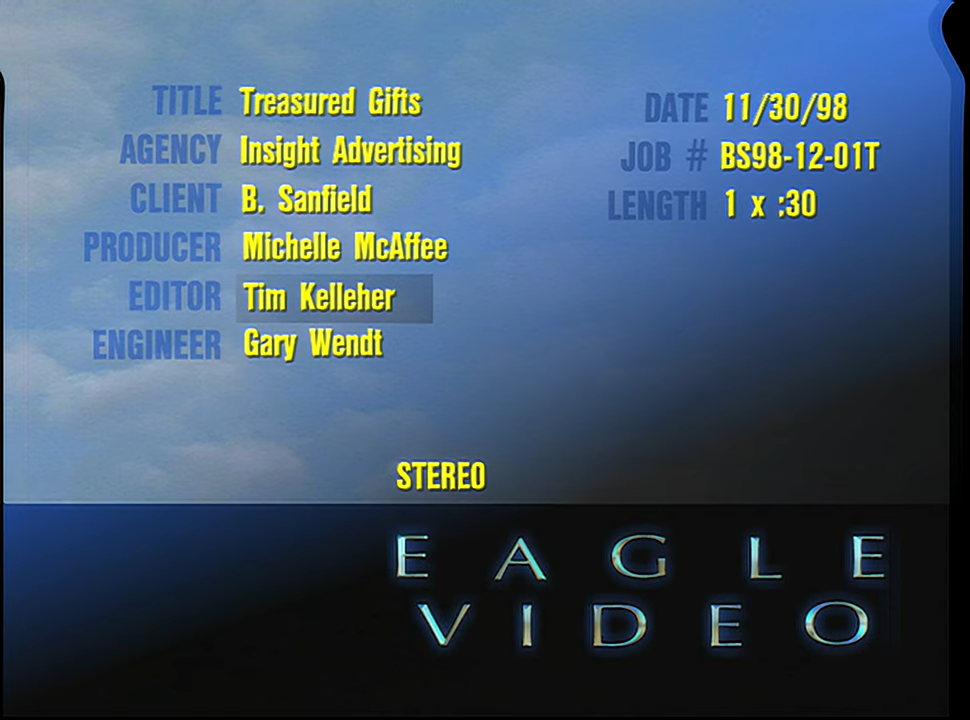 TITLE Treasured Gifts
AGENCY Insight Advertising
CLIENT B. Sanfield
PRODUCER Michelle McAffee
EDITOR Tim Kelleher
ENGINEER Gary Wendt
DATE 11/30/98
JOB # BS98-12-01T
LENGTH 1 x :30
STEREO
EAGLE
VIDEO